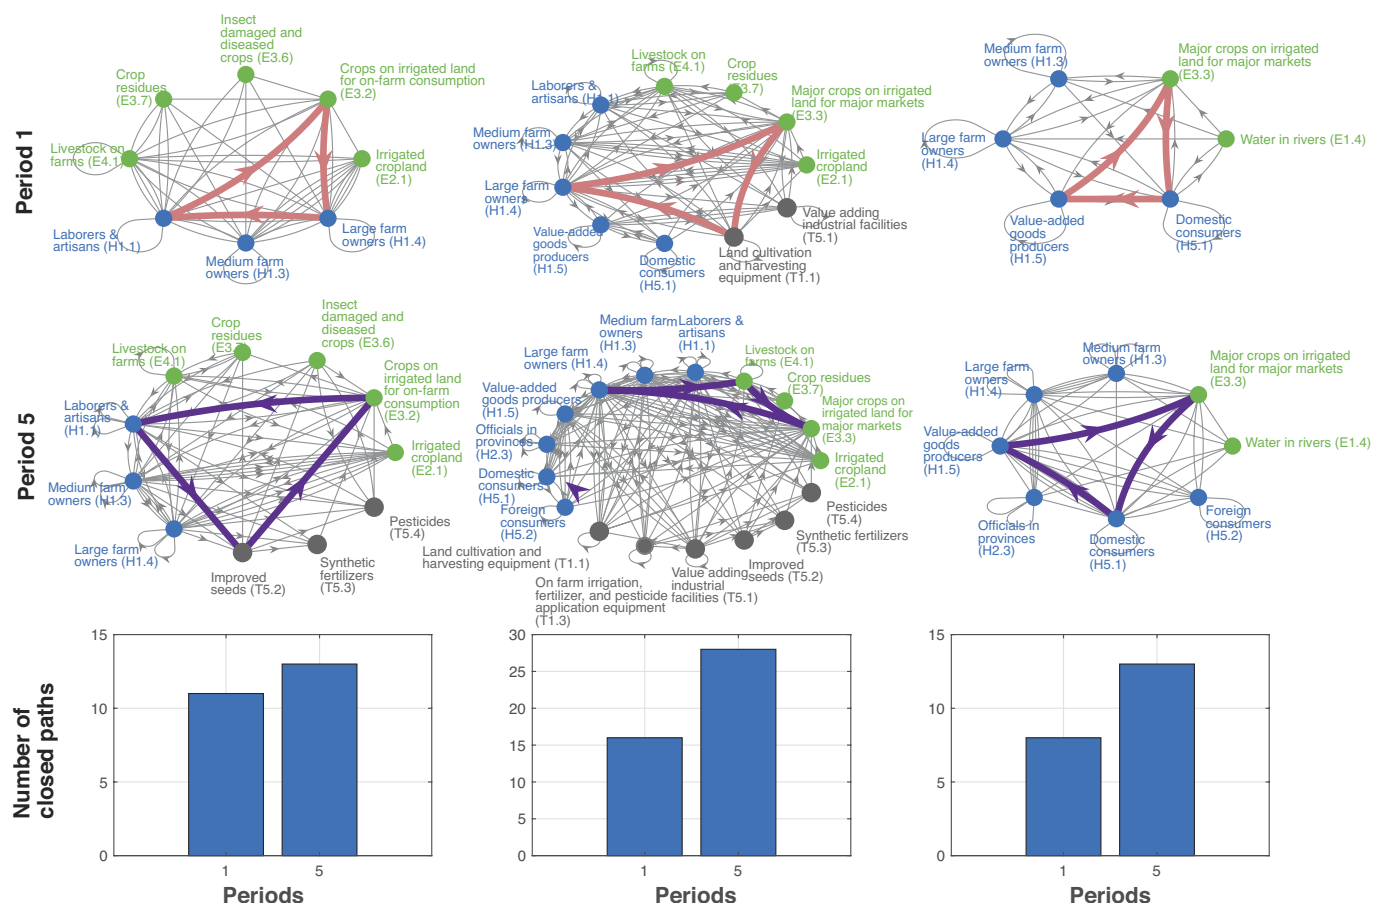 Period 1
Insect
damaged and
diseased
crops (E3.6)
Crop
residues
(E3.7)
Crops on irrigated land
for on-farm consumption
(E3.2)
Livestock on
farms (E4.1)
Irrigated
cropland
(E2.1)
Laborers &
artisans (H1.1)
Medium farm
owners (H1.3)
Large farm
owners (H1.4)
Livestock on
farms (E4.1)
Crop
residues
(E3.7)
Laborers &
artisans (H1.1)
Major crops on irrigated
land for major markets
(E3.3)
Medium farm
owners (H1.3)
Irrigated
cropland
(E2.1)
Large farm
owners
(H1.4)
Value adding
industrial facilities
(T5.1)
Value-added
goods
producers
(H1.5)
Domestic
consumers
(H5.1)
Land cultivation
and harvesting
equipment (T1.1)
Medium farm
owners (H1.3)
Major crops on irrigated
land for major markets
(E3.3)
Large farm
owners
(H1.4)
Water in rivers (E1.4)
Value-added
goods
producers
(H1.5)
Domestic
consumers
(H5.1)
Period 5
Insect
damaged and
diseased
crops (E3.6)
Crop
residues
(E3.7)
Livestock on
farms (E4.1)
Crops on
irrigated land
for on-farm
consumption
(E3.2)
Laborers &
artisans
(H1.1)
Irrigated
cropland
(E2.1)
Medium farm
owners (H1.3)
Pesticides
(T5.4)
Large farm
owners (H1.4)
Improved
seeds (T5.2)
Synthetic
fertilizers
(T5.3)
Medium farm
owners
(H1.3)
Laborers &
artisans
(H1.1)
Large farm
owners
(H1.4)
Livestock on
farms (E4.1)
Crop residues
(E3.7)
Value-added
goods producers
(H1.5)
Major crops on
irrigated land for
major markets
(E3.3)
Officials in
provinces
(H2.3)
Irrigated
cropland
(E2.1)
Domestic
consumers
(H5.1)
Foreign
consumers
(H5.2)
Pesticides
(T5.4)
Synthetic fertilizers
(T5.3)
Land cultivation and
harvesting equipment (T1.1)
Improved
seeds (T5.2)
Value adding
industrial
facilities (T5.1)
On farm irrigation,
fertilizer, and pesticide
application equipment
(T1.3)
Medium farm
owners (H1.3)
Large farm
owners
(H1.4)
Major crops on irrigated
land for major markets
(E3.3)
Value-added
goods
producers
(H1.5)
Water in rivers (E1.4)
Officials in
provinces
(H2.3)
Domestic
consumers
(H5.1)
Foreign
consumers
(H5.2)
Number of
closed paths
15
10
5
0
1
5
Periods
30
25
20
15
10
5
0
1
5
Periods
15
10
5
0
1
5
Periods